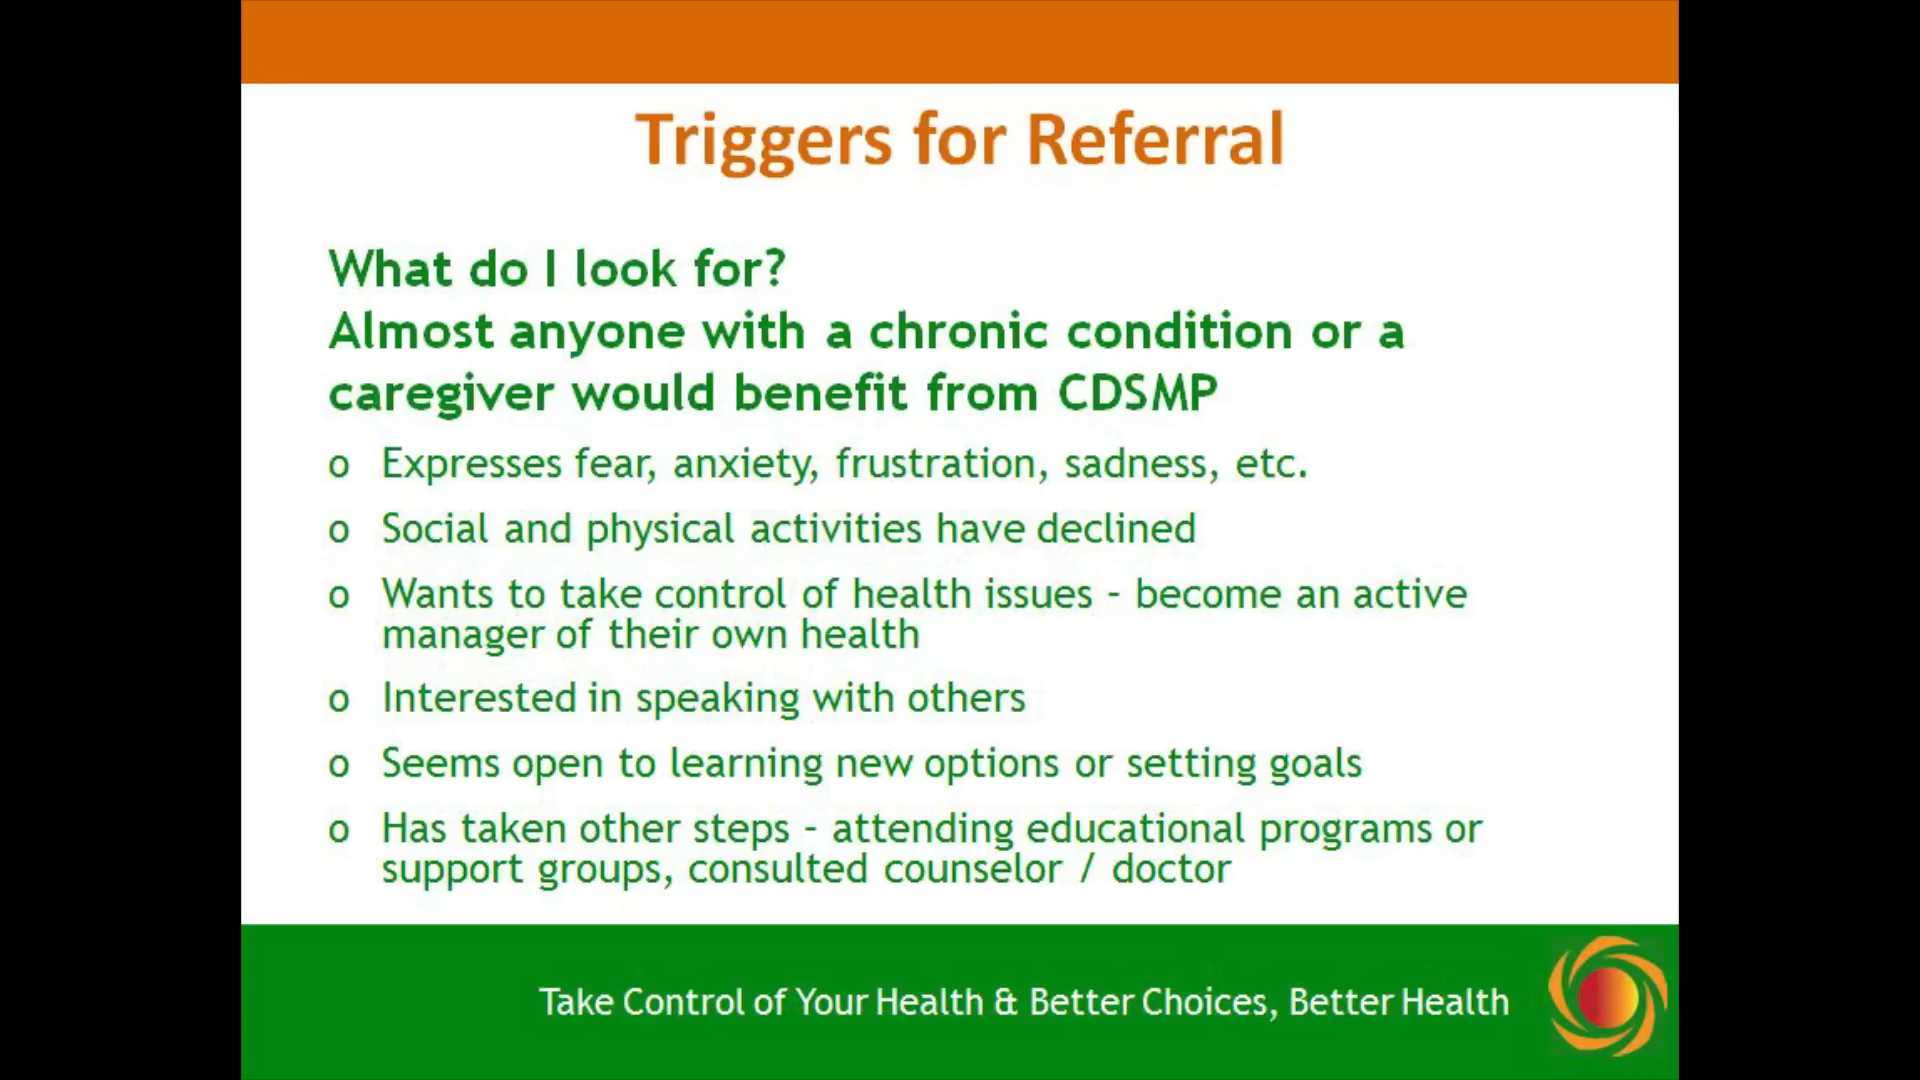 Triggers for Referral
What do I look for?
Almost anyone with a chronic condition or a
caregiver would benefit from CDSMP
o Expresses fear, anxiety, frustration, sadness, etc.
o Social and physical activities have declined
o Wants to take control of health issues – become an active
manager of their own health
o Interested in speaking with others
o Seems open to learning new options or setting goals
o Has taken other steps – attending educational programs or
support groups, consulted counselor / doctor
Take Control of Your Health & Better Choices, Better Health